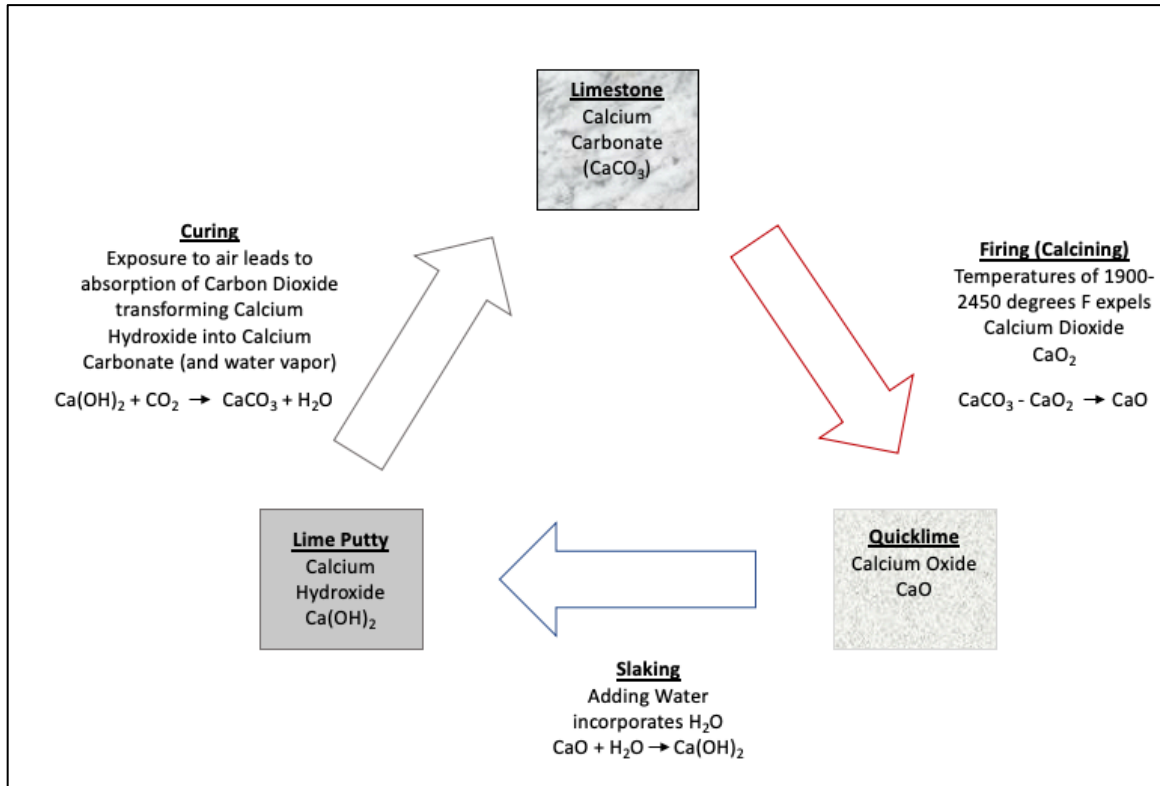 Limestone
Calcium
Carbonate
(CaCO₃)
Curing
Exposure to air leads to
absorption of Carbon Dioxide
transforming Calcium
Hydroxide into Calcium
Carbonate (and water vapor)
Ca(OH)₂ + CO₂ → CaCO₃ + H₂O
Firing (Calcining)
Temperatures of 1900-
2450 degrees F expels
Calcium Dioxide
CaO₂
CaCO₃ - CaO₂ → CaO
Lime Putty
Calcium
Hydroxide
Ca(OH)₂
Quicklime
Calcium Oxide
CaO
Slaking
Adding Water
incorporates H₂O
CaO + H₂O → Ca(OH)₂